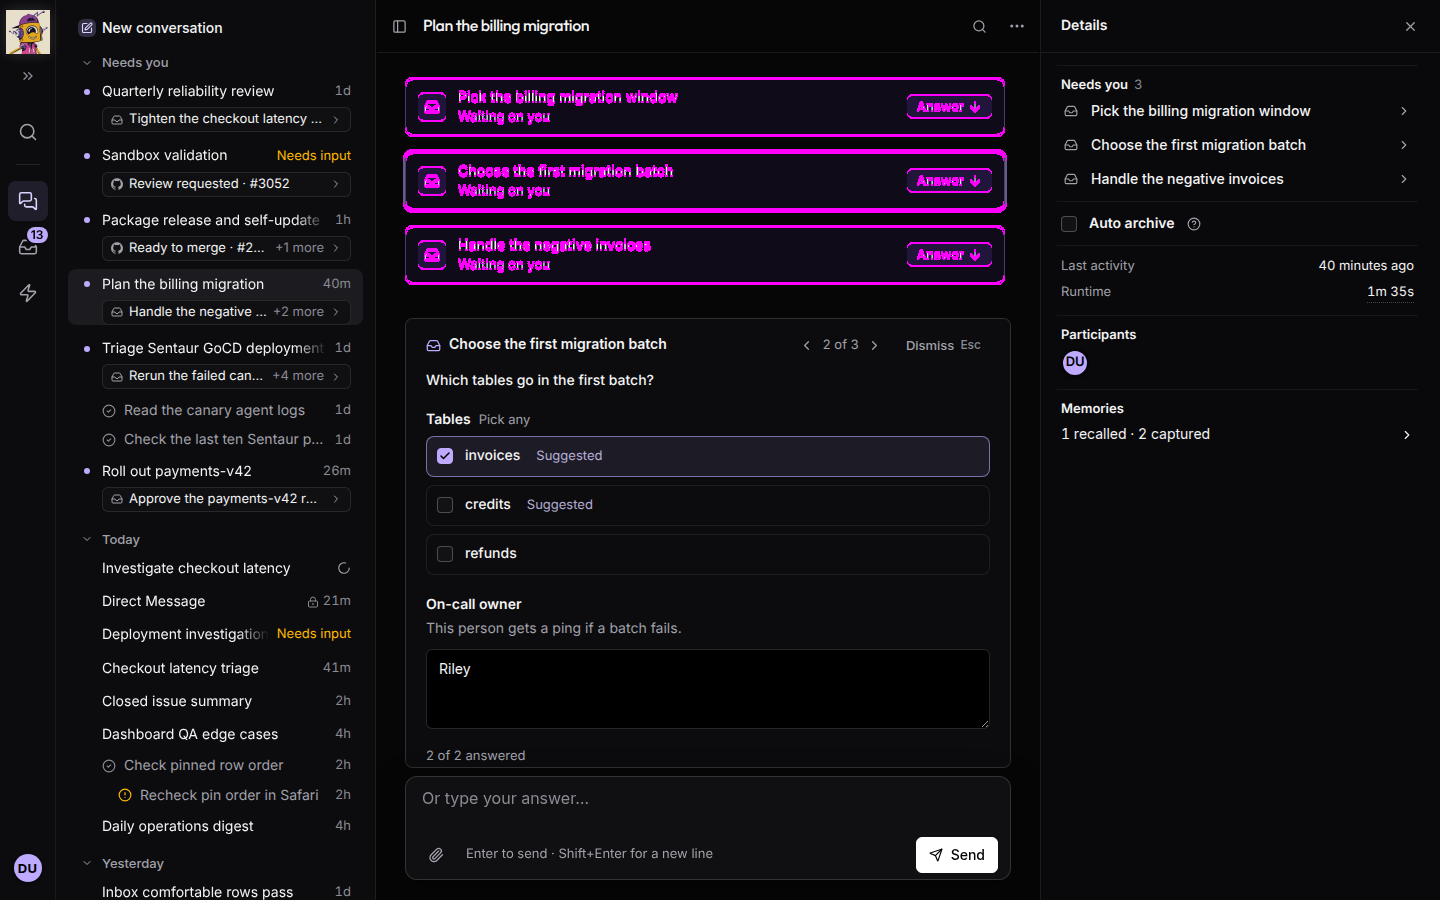 New conversation
Needs you
Quarterly reliability review 1d
Tighten the checkout latency ...
Sandbox validation Needs input
Review requested · #3052
Package release and self-update 1h
Ready to merge · #2... +1 more
Plan the billing migration 40m
Handle the negative ... +2 more
Triage Sentaur GoCD deployment 1d
Rerun the failed can... +4 more
Read the canary agent logs 1d
Check the last ten Sentaur p... 1d
Roll out payments-v42 26m
Approve the payments-v42 r...
Today
Investigate checkout latency
Direct Message 21m
Deployment investigation Needs input
Checkout latency triage 41m
Closed issue summary 2h
Dashboard QA edge cases 4h
Check pinned row order 2h
Recheck pin order in Safari 2h
Daily operations digest 4h
Yesterday
Inbox comfortable rows pass 1d
13
DU
Plan the billing migration
Pick the billing migration window
Waiting on you
Answer
Choose the first migration batch
Waiting on you
Answer
Handle the negative invoices
Waiting on you
Answer
Choose the first migration batch 2 of 3 Dismiss Esc
Which tables go in the first batch?
Tables Pick any
invoices Suggested
credits Suggested
refunds
On-call owner
This person gets a ping if a batch fails.
Riley
2 of 2 answered
Or type your answer...
Enter to send · Shift+Enter for a new line
Send
Details
Needs you 3
Pick the billing migration window
Choose the first migration batch
Handle the negative invoices
Auto archive
Last activity 40 minutes ago
Runtime 1m 35s
Participants
DU
Memories
1 recalled · 2 captured